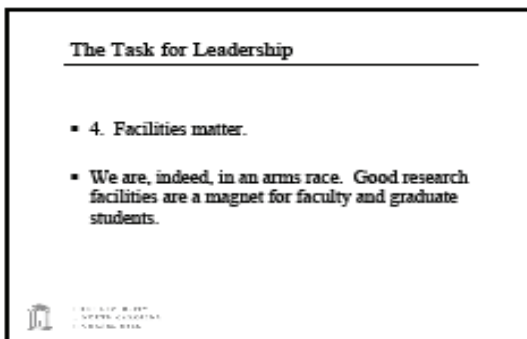 The Task for Leadership
▪ 4. Facilities matter.
▪ We are, indeed, in an arms race. Good research
facilities are a magnet for faculty and graduate
students.